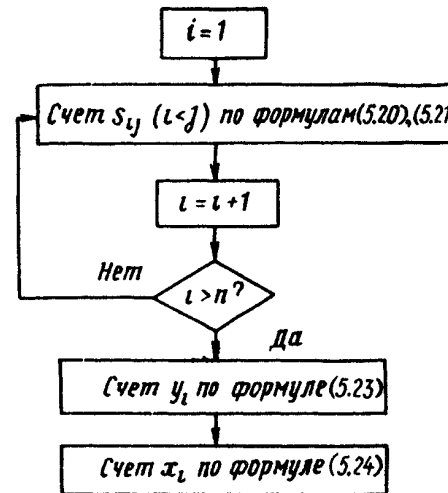 i=1
Счет s_ij (i<j) по формулам(5.20),(5.21
i = i+1
Нет
i>n?
Да
Счет y_i по формуле(5.23)
Счет x_i по формуле(5.24)